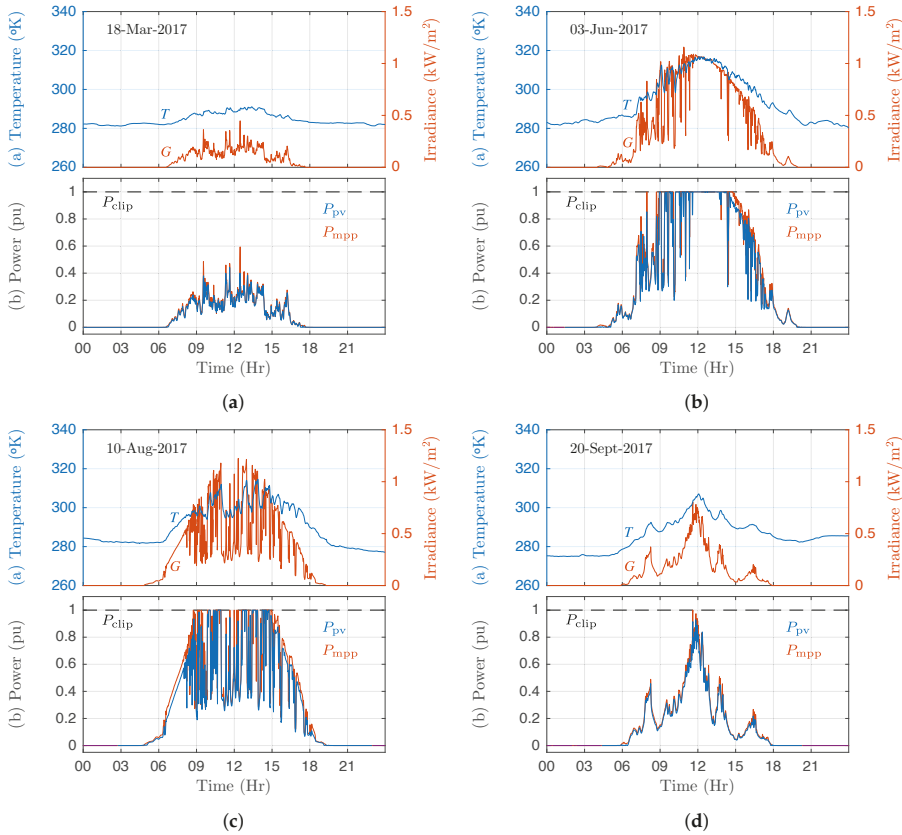 18-Mar-2017
(a) Temperature (°K)
340
320
300
280
260
T
G
Irradiance (kW/m²)
1.5
1
0.5
0
(b) Power (pu)
1
0.8
0.6
0.4
0.2
0
P_clip
P_pv
P_mpp
00 03 06 09 12 15 18 21
Time (Hr)
(a)
03-Jun-2017
(a) Temperature (°K)
340
320
300
280
260
T
G
Irradiance (kW/m²)
1.5
1
0.5
0
(b) Power (pu)
1
0.8
0.6
0.4
0.2
0
P_clip
P_pv
P_mpp
00 03 06 09 12 15 18 21
Time (Hr)
(b)
10-Aug-2017
(a) Temperature (°K)
340
320
300
280
260
T
G
Irradiance (kW/m²)
1.5
1
0.5
0
(b) Power (pu)
1
0.8
0.6
0.4
0.2
0
P_clip
P_pv
P_mpp
00 03 06 09 12 15 18 21
Time (Hr)
(c)
20-Sept-2017
(a) Temperature (°K)
340
320
300
280
260
T
G
Irradiance (kW/m²)
1.5
1
0.5
0
(b) Power (pu)
1
0.8
0.6
0.4
0.2
0
P_clip
P_pv
P_mpp
00 03 06 09 12 15 18 21
Time (Hr)
(d)